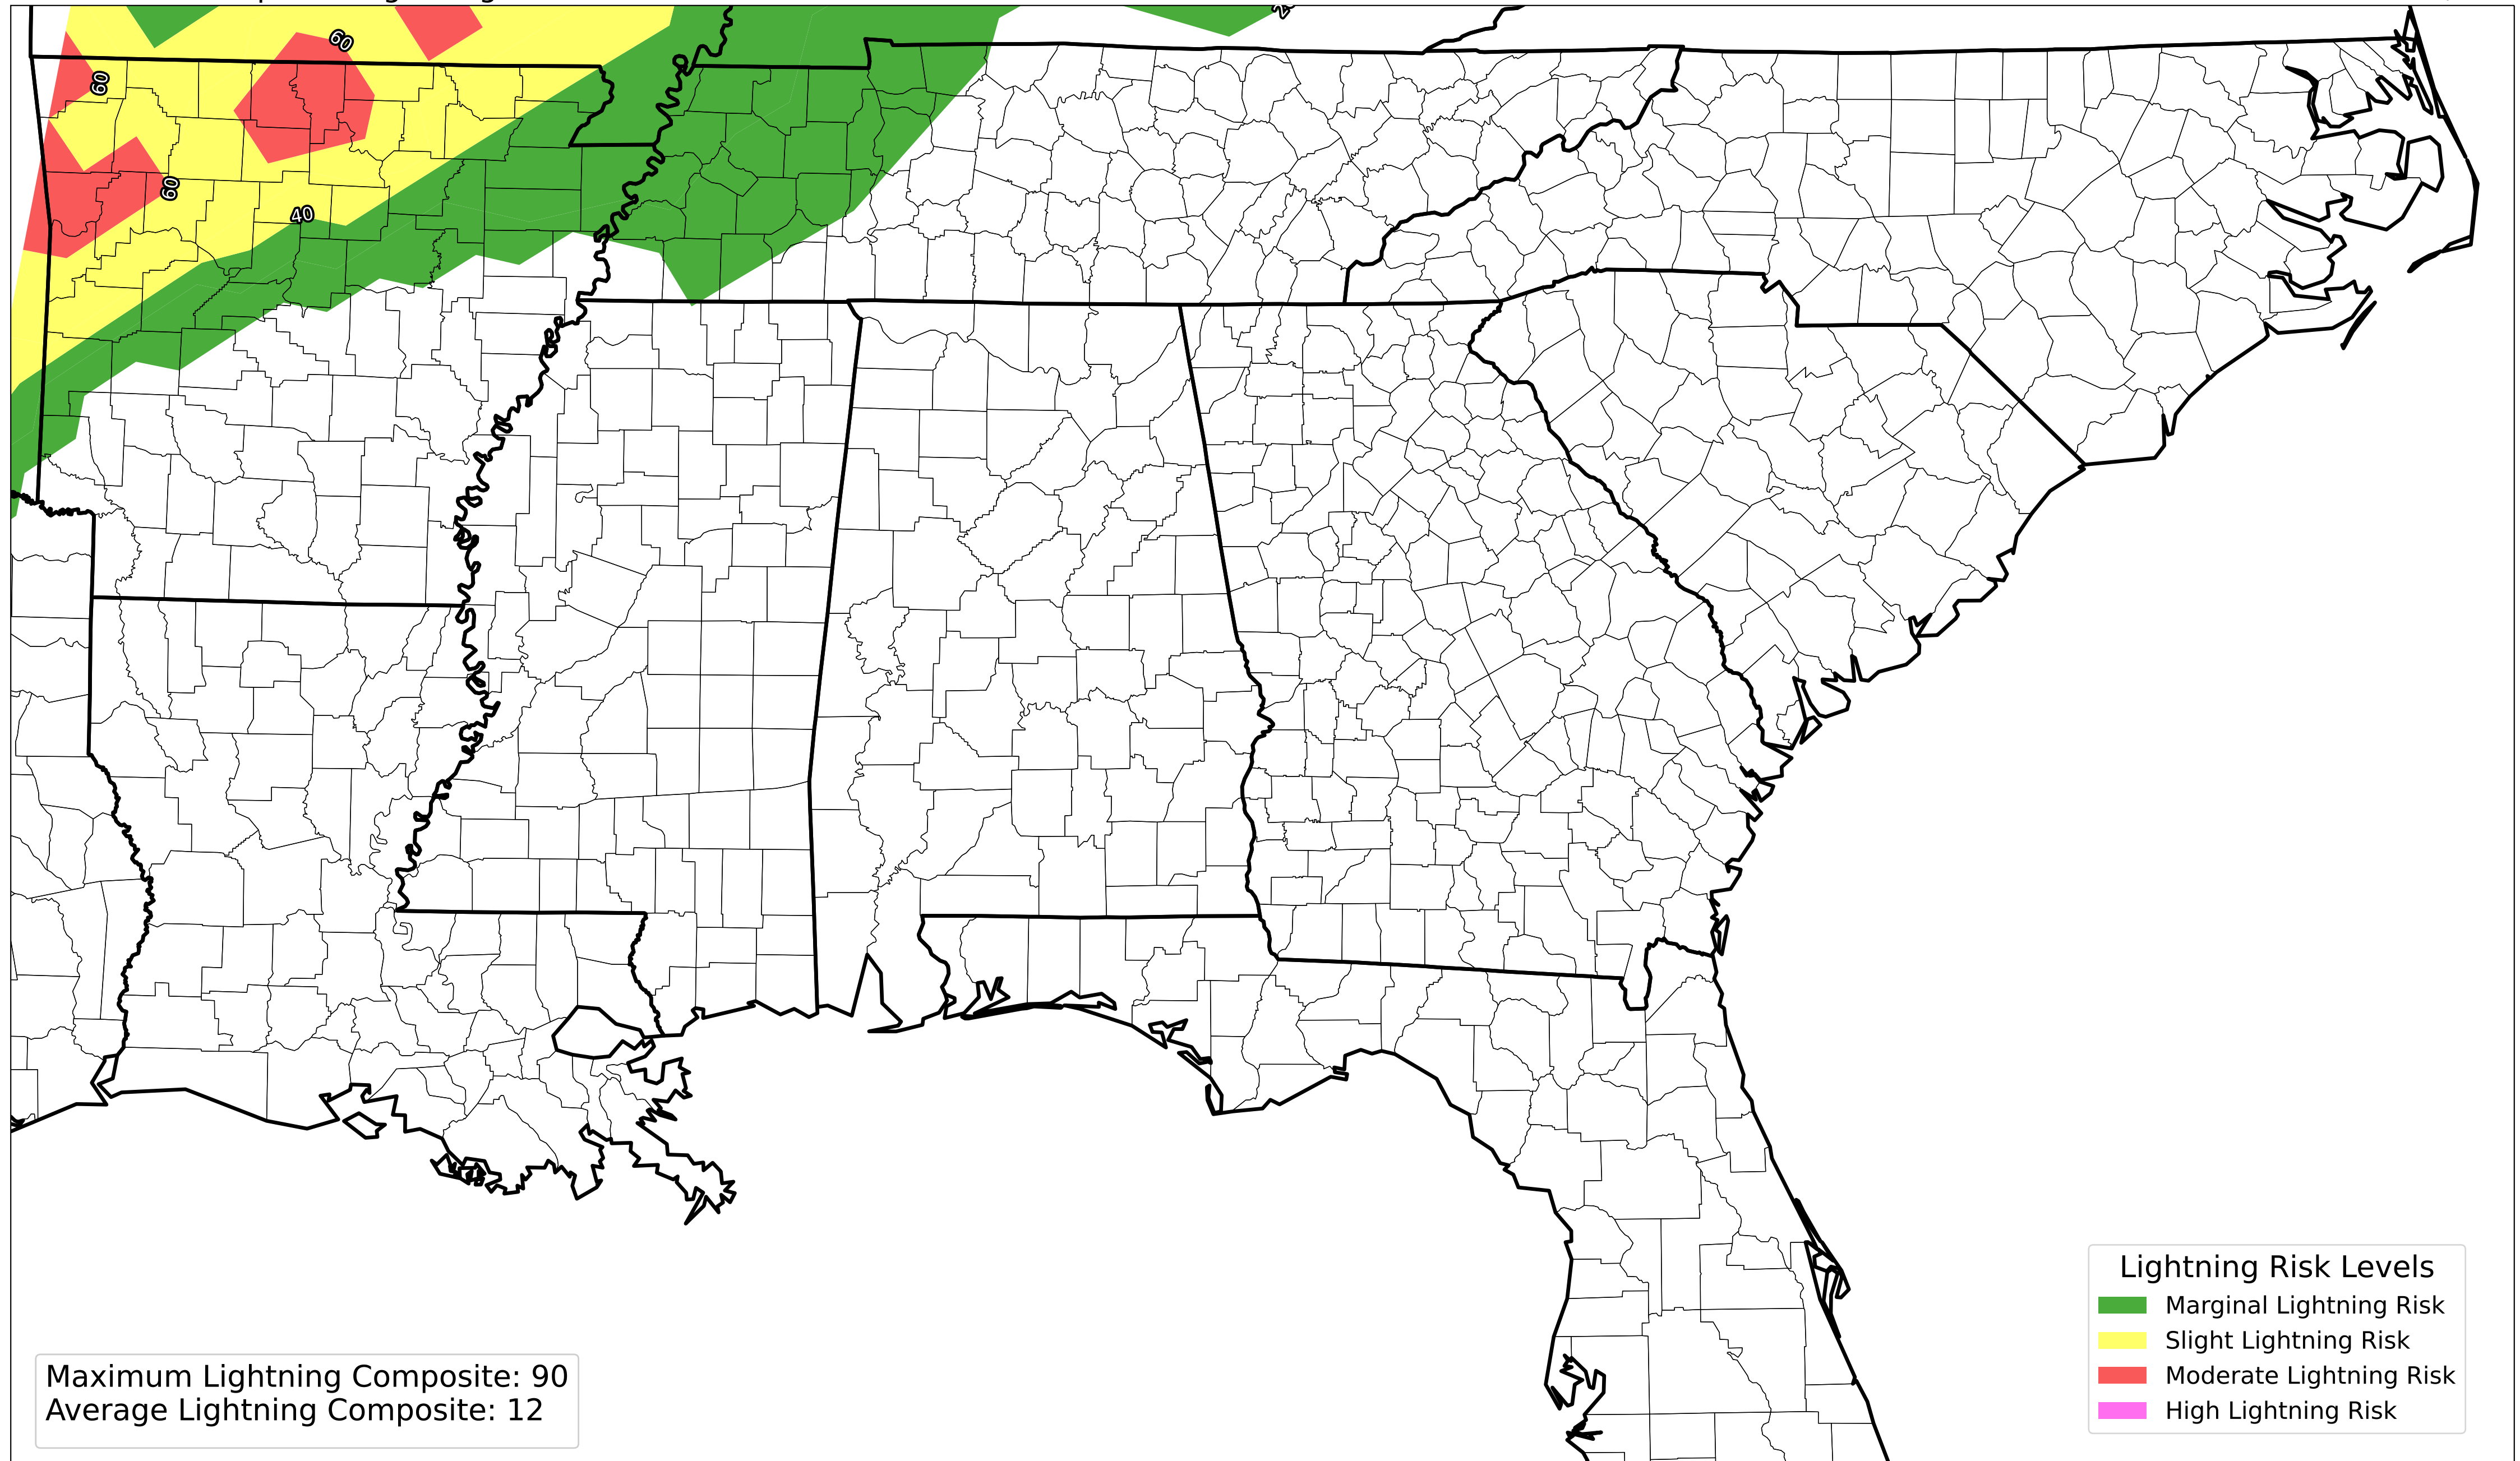 60
60
60
40
Lightning Risk Levels
Marginal Lightning Risk
Slight Lightning Risk
Moderate Lightning Risk
High Lightning Risk
Maximum Lightning Composite: 90
Average Lightning Composite: 12